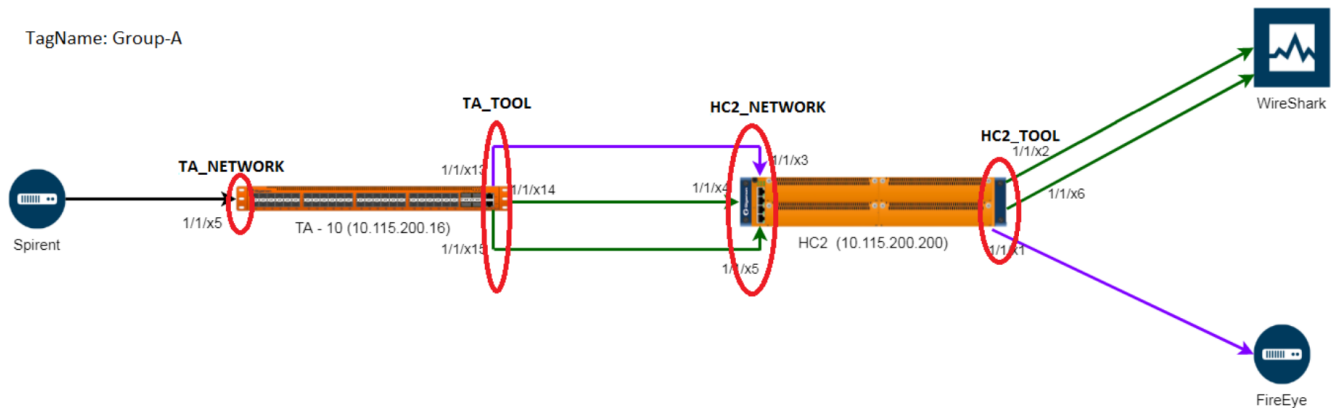 TagName: Group-A
WireShark
TA_TOOL
HC2_NETWORK
HC2_TOOL
1/1/x2
TA_NETWORK
1/1/x13
1/1/x3
1/1/x14
1/1/x4
1/1/x6
1/1/x5
TA - 10 (10.115.200.16)
Spirent
1/1/x15
HC2 (10.115.200.200)
1/1/x1
1/1/x5
FireEye